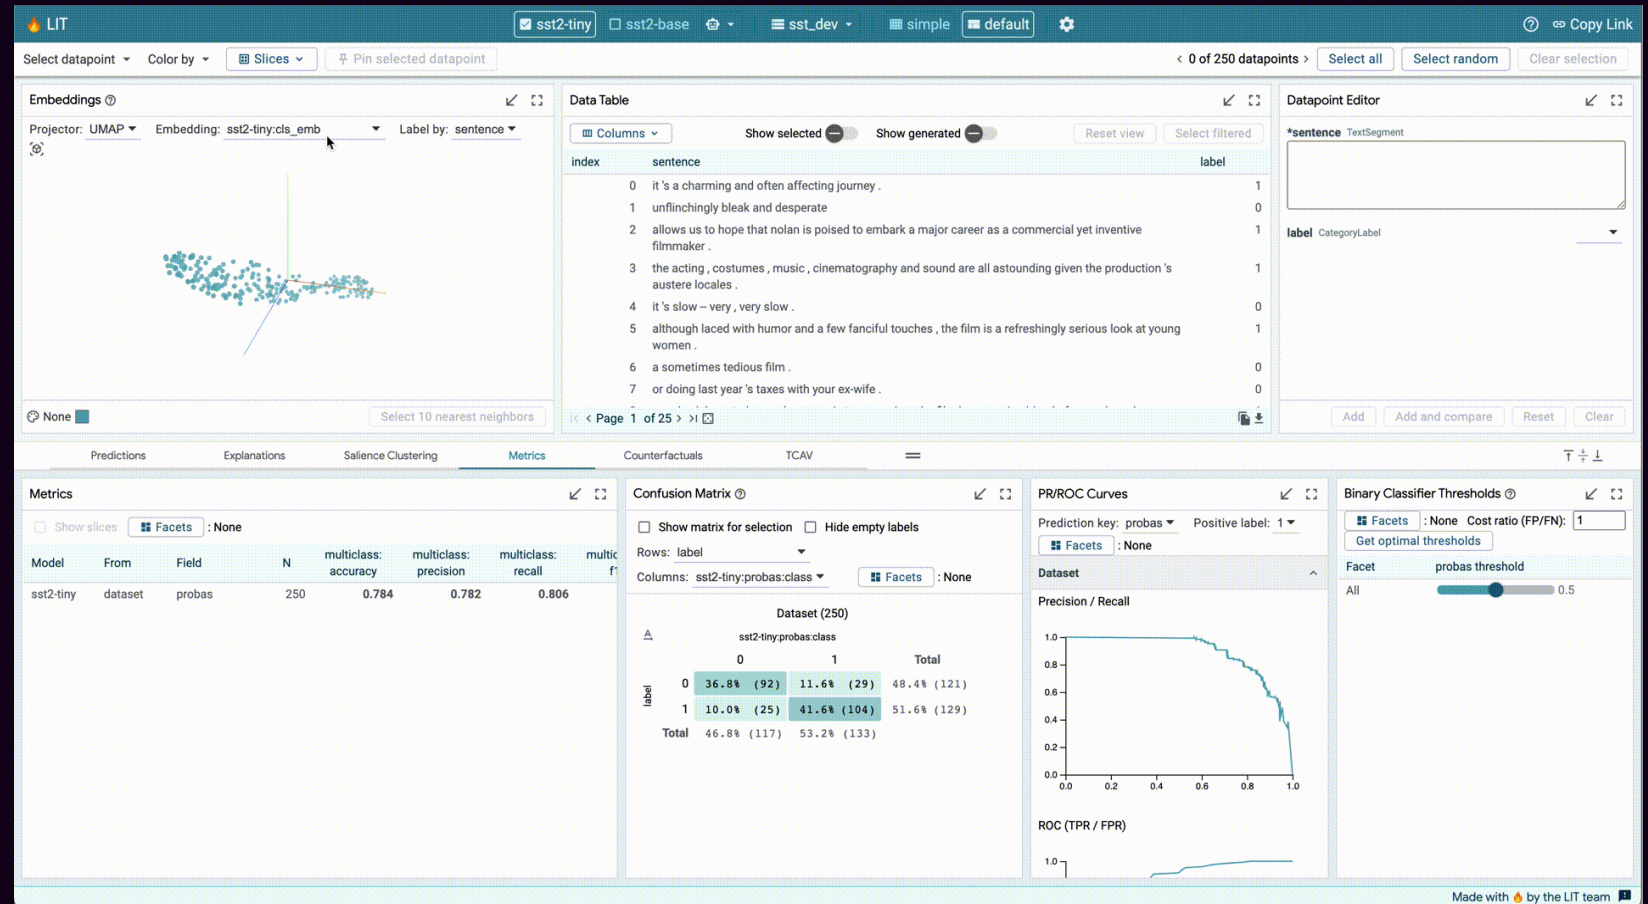 LIT
sst2-tiny sst2-base sst_dev simple default Copy Link
Select datapoint Color by Slices Pin selected datapoint 0 of 250 datapoints Select all Select random Clear selection
Embeddings
Projector: UMAP Embedding: sst2-tiny:cls_emb Label by: sentence
None Select 10 nearest neighbors
Data Table
Columns Show selected Show generated Reset view Select filtered
index sentence label
0 it 's a charming and often affecting journey . 1
1 unflinchingly bleak and desperate 0
2 allows us to hope that nolan is poised to embark a major career as a commercial yet inventive 1
filmmaker .
3 the acting , costumes , music , cinematography and sound are all astounding given the production 's 1
austere locales .
4 it 's slow -- very , very slow . 0
5 although laced with humor and a few fanciful touches , the film is a refreshingly serious look at young 1
women .
6 a sometimes tedious film . 0
7 or doing last year 's taxes with your ex-wife . 0
Page 1 of 25
Datapoint Editor
*sentence TextSegment
label CategoryLabel
Add Add and compare Reset Clear
Predictions Explanations Salience Clustering Metrics Counterfactuals TCAV
Metrics
Show slices Facets : None
Model From Field N multiclass: accuracy multiclass: precision multiclass: recall
sst2-tiny dataset probas 250 0.784 0.782 0.806
Confusion Matrix
Show matrix for selection Hide empty labels
Rows: label
Columns: sst2-tiny:probas:class Facets : None
Dataset (250)
sst2-tiny:probas:class
0 1 Total
label
0 36.8% (92) 11.6% (29) 48.4% (121)
1 10.0% (25) 41.6% (104) 51.6% (129)
Total 46.8% (117) 53.2% (133)
PR/ROC Curves
Prediction key: probas Positive label: 1
Facets : None
Dataset
Precision / Recall
1.0
0.8
0.6
0.4
0.2
0.0
0.0 0.2 0.4 0.6 0.8 1.0
ROC (TPR / FPR)
1.0
Binary Classifier Thresholds
Facets : None Cost ratio (FP/FN): 1
Get optimal thresholds
Facet probas threshold
All 0.5
Made with 🔥 by the LIT team